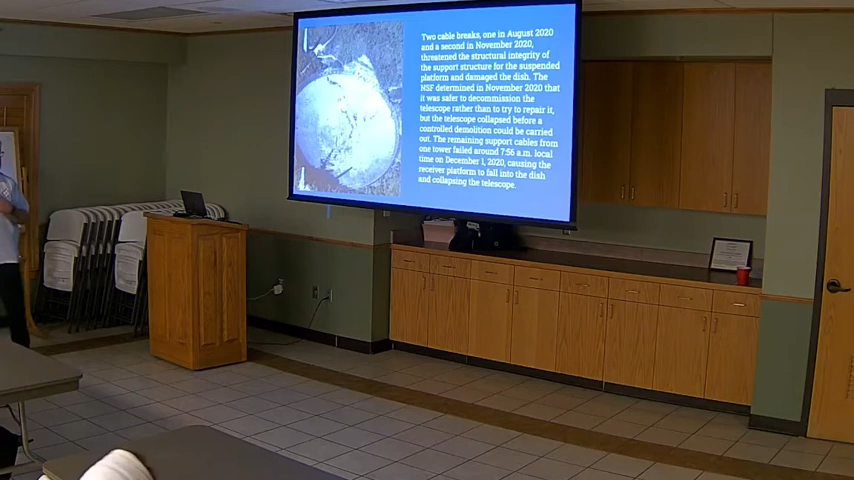 Two cable breaks, one in August 2020
and a second in November 2020,
threatened the structural integrity of
the support structure for the suspended
platform and damaged the dish. The
NSF determined in November 2020 that
it was safer to decommission the
telescope rather than to try to repair it,
but the telescope collapsed before a
controlled demolition could be carried
out. The remaining support cables from
one tower failed around 7:56 a.m. local
time on December 1, 2020, causing the
receiver platform to fall into the dish
and collapsing the telescope.